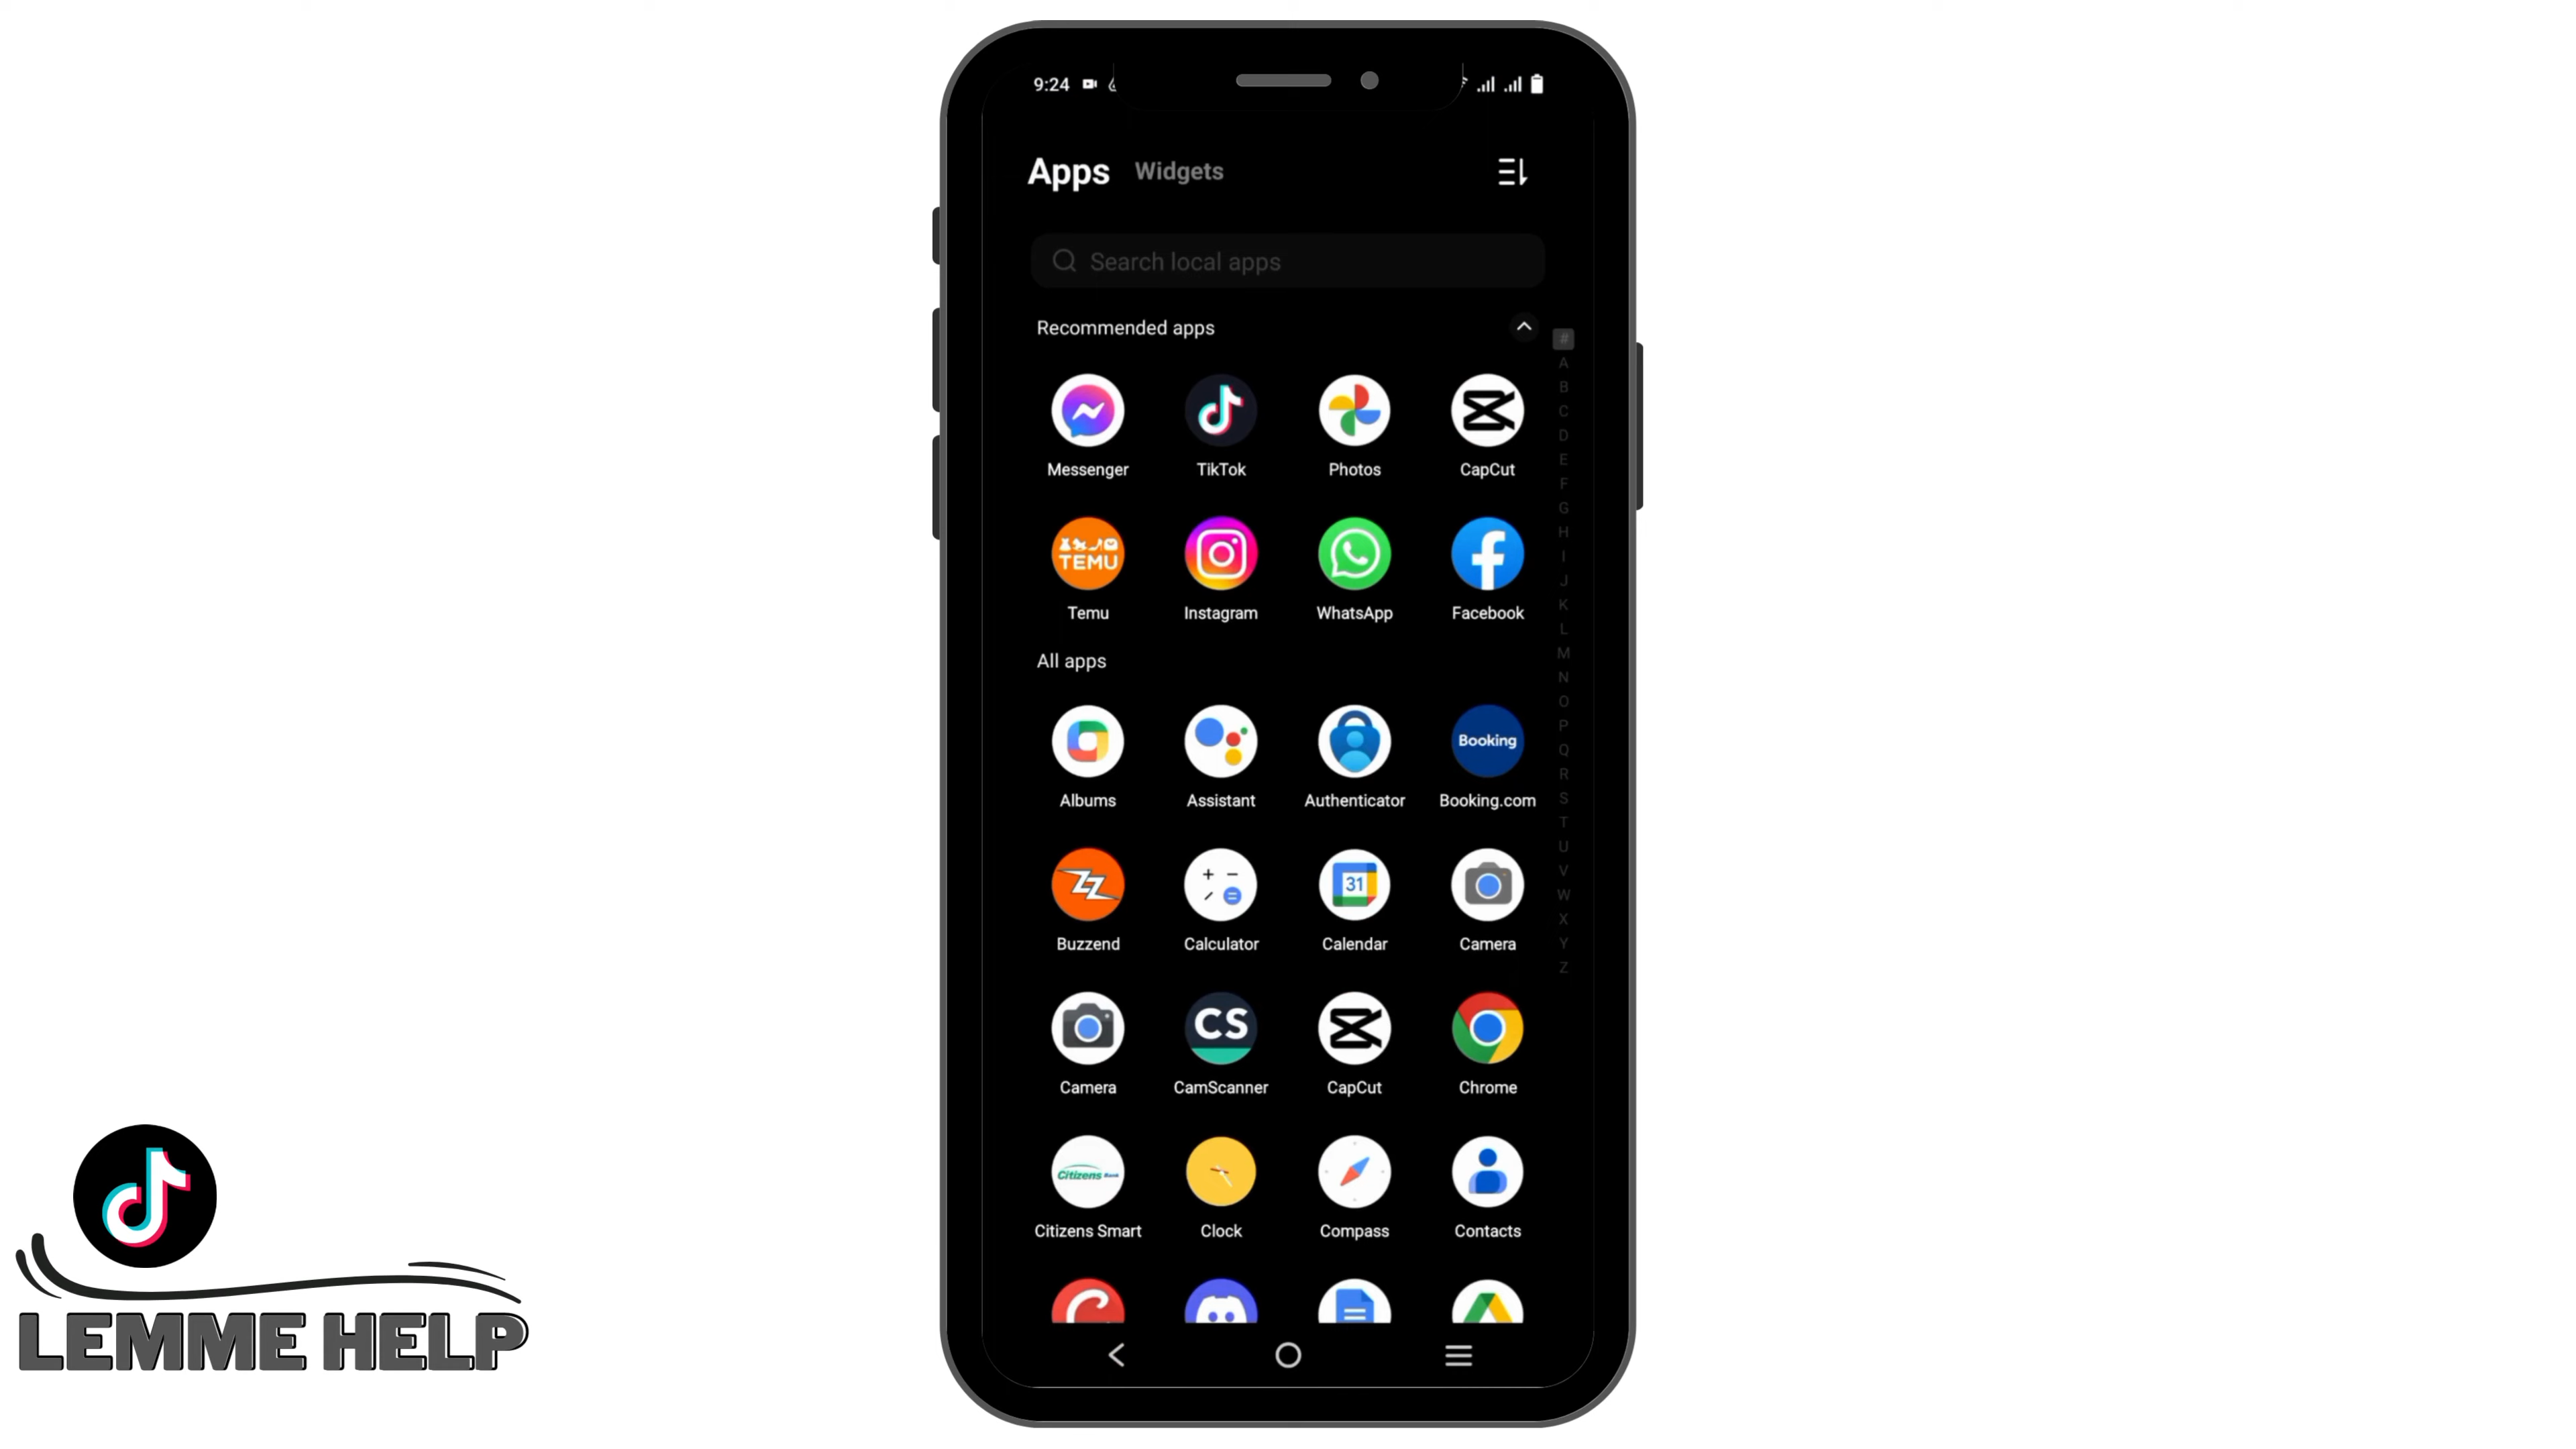 9:24
Apps Widgets
Search local apps
Recommended apps
#
A
B
C
D
E
F
G
H
I
J
K
L
M
N
O
P
Q
R
S
T
U
V
W
X
Y
Z
Messenger TikTok Photos CapCut
TEMU
Temu Instagram WhatsApp Facebook
All apps
Booking
Albums Assistant Authenticator Booking.com
31
Buzzend Calculator Calendar Camera
CS
Camera CamScanner CapCut Chrome
Citizens Bank
Citizens Smart Clock Compass Contacts
LEMME HELP